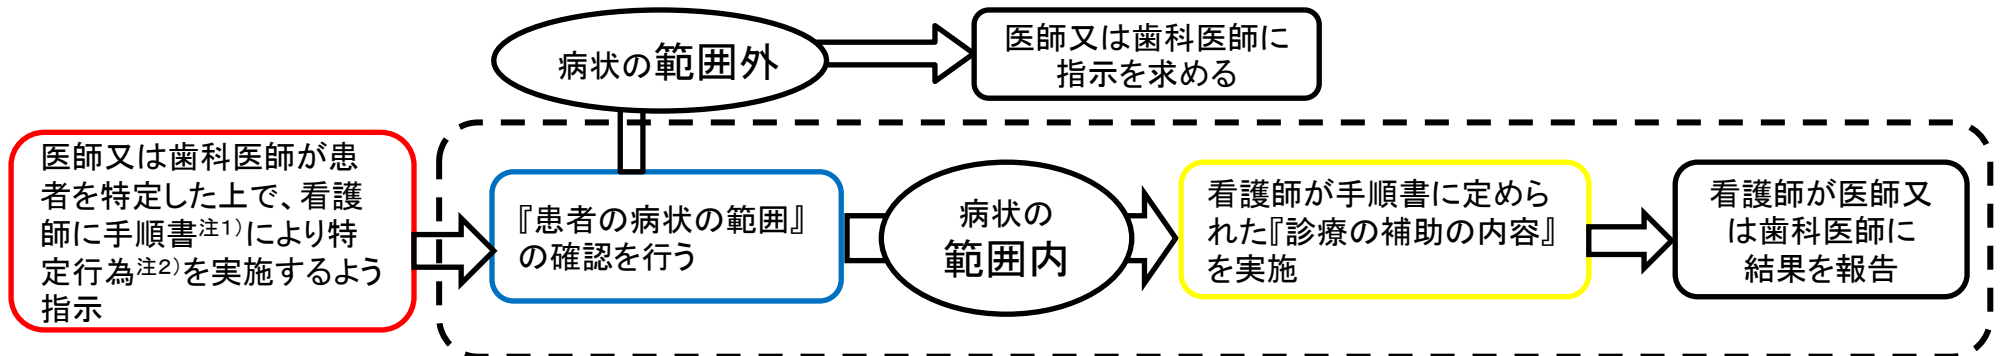 病状の範囲外
医師又は歯科医師に
指示を求める
医師又は歯科医師が患
者を特定した上で、看護
師に手順書注1)により特
定行為注2)を実施するよう
指示
『患者の病状の範囲』
の確認を行う
病状の
範囲内
看護師が手順書に定めら
れた『診療の補助の内容』
を実施
看護師が医師又
は歯科医師に
結果を報告